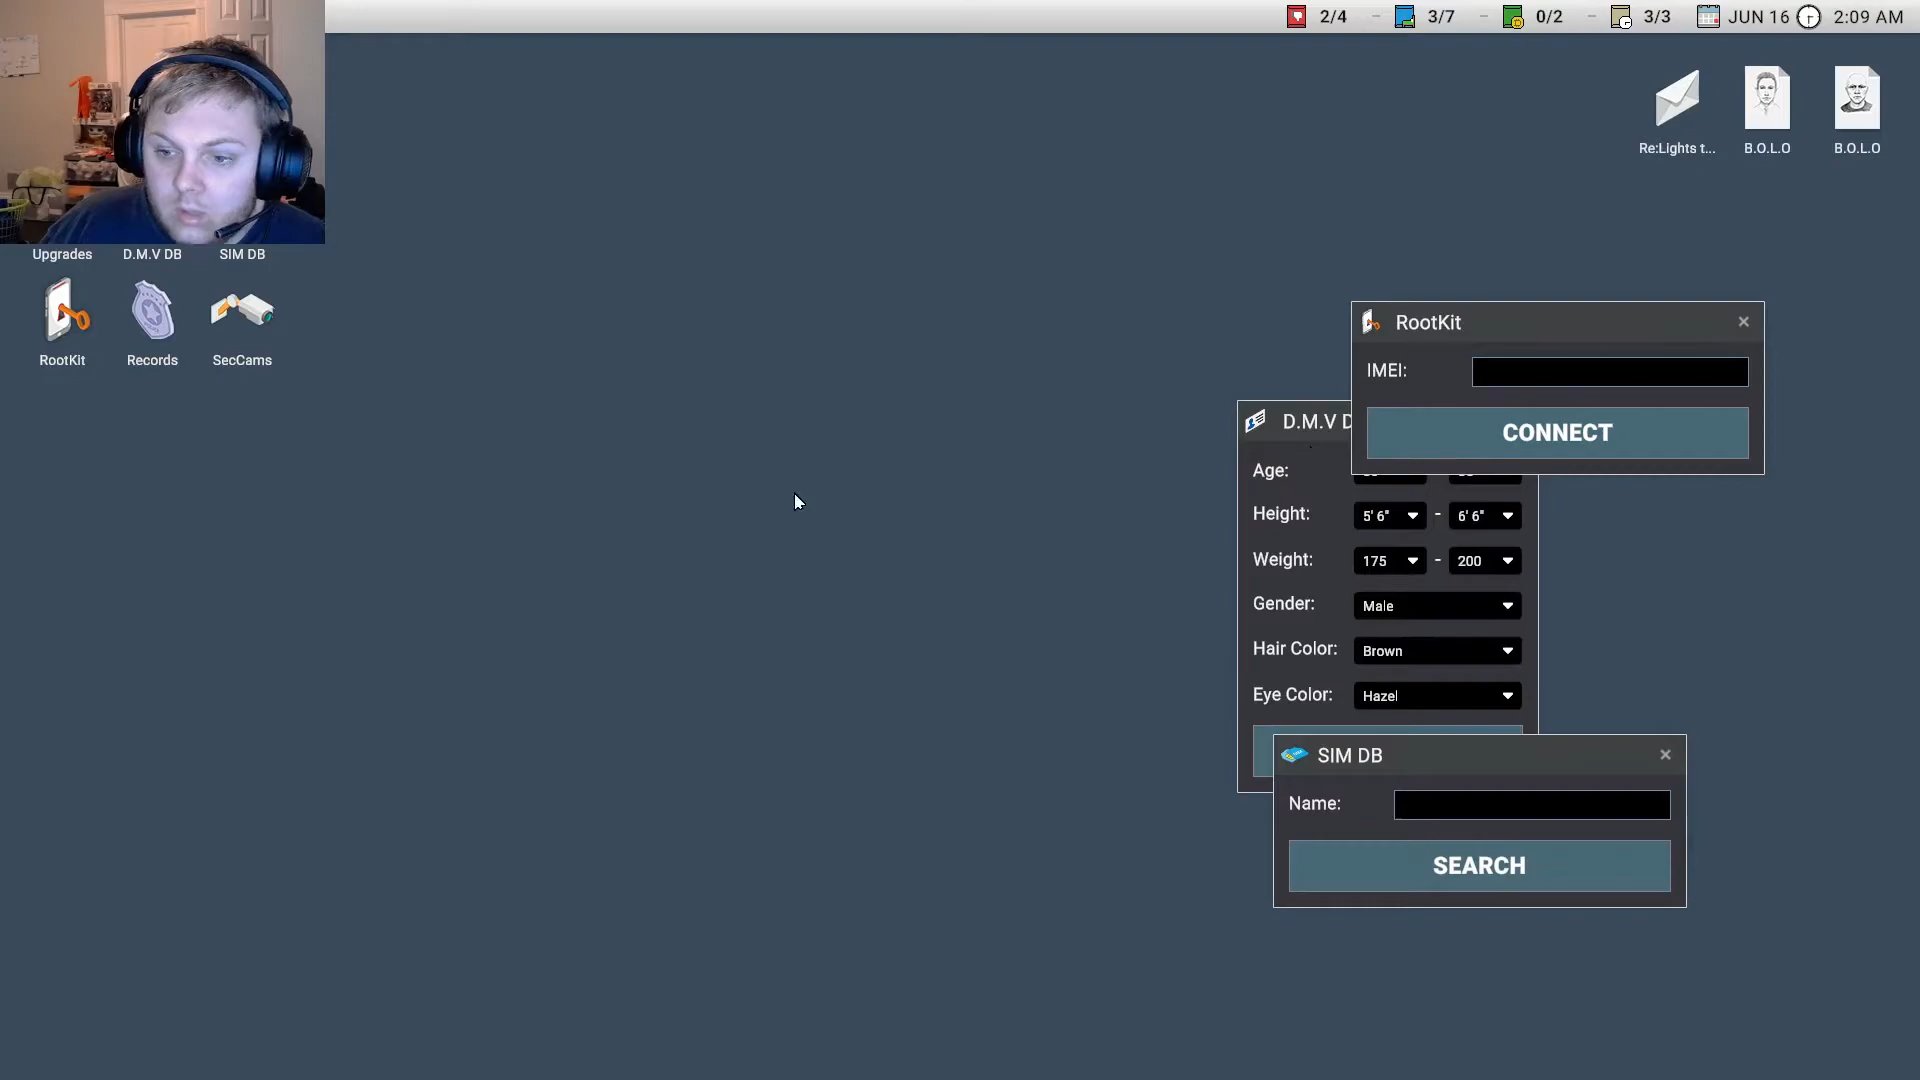 2/4 - 3/7 - 0/2 - 3/3 JUN 16 2:09 AM
Re:Lights t...
B.O.L.O
B.O.L.O
Upgrades
D.M.V DB
SIM DB
RootKit
Records
SecCams
RootKit
IMEI:
CONNECT
D.M.V D
Age:
Height: 5' 6" - 6' 6"
Weight: 175 - 200
Gender: Male
Hair Color: Brown
Eye Color: Hazel
SIM DB
Name:
SEARCH